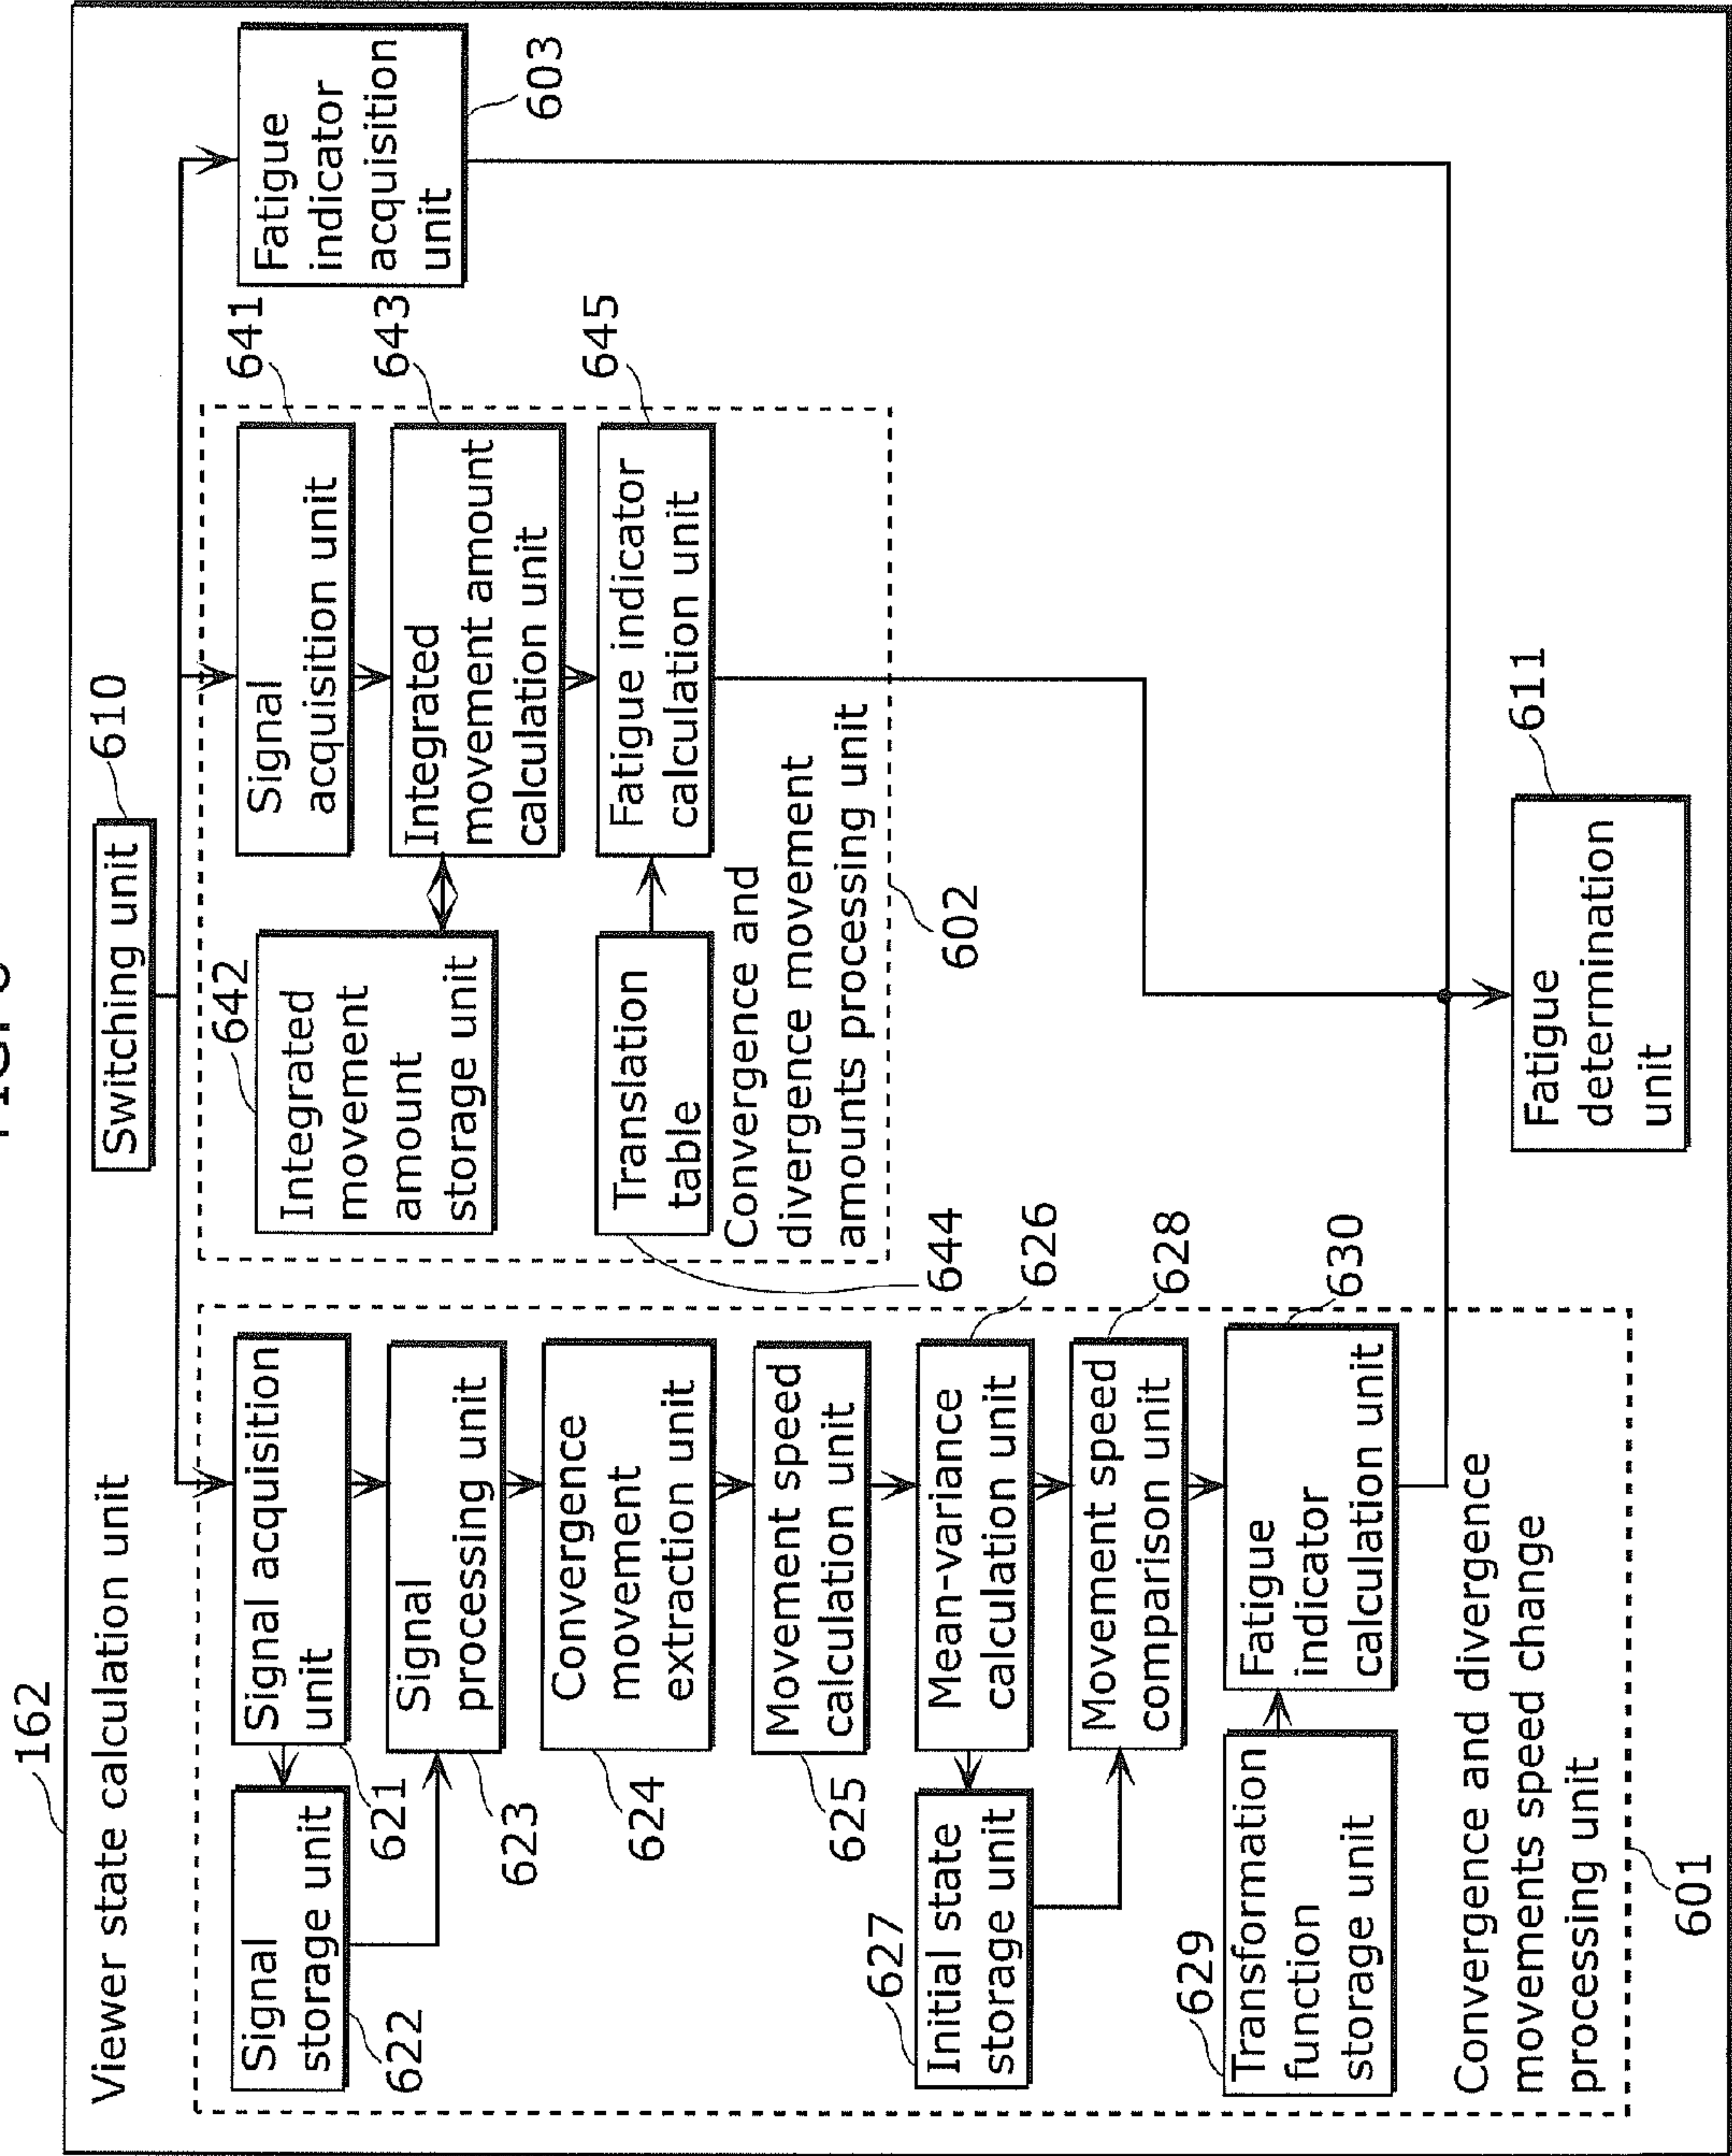 162
Viewer state calculation unit
Switching unit
610
Signal acquisition
unit
621
Signal
storage unit
622
Signal
processing unit
623
Convergence
movement
extraction unit
624
Movement speed
calculation unit
625
Mean-variance
calculation unit
626
Initial state
storage unit
627
Movement speed
comparison unit
628
Transformation
function
storage unit
629
Fatigue
indicator
calculation unit
630
Convergence and divergence
movements speed change
processing unit
601
Signal
acquisition unit
641
Integrated
movement
amount
storage unit
642
Integrated
movement amount
calculation unit
643
Translation
table
644
Fatigue indicator
calculation unit
645
Convergence and
divergence movement
amounts processing unit
602
Fatigue
indicator
acquisition
unit
603
Fatigue
determination
unit
611